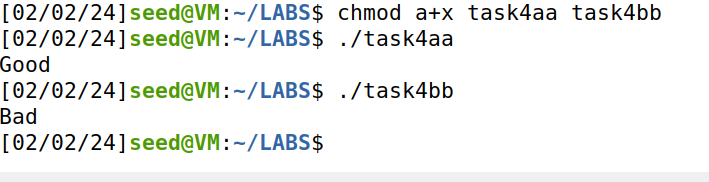 [02/02/24]seed@VM:~/LABS$ chmod a+x task4aa task4bb
[02/02/24]seed@VM:~/LABS$ ./task4aa
Good
[02/02/24]seed@VM:~/LABS$ ./task4bb
Bad
[02/02/24]seed@VM:~/LABS$